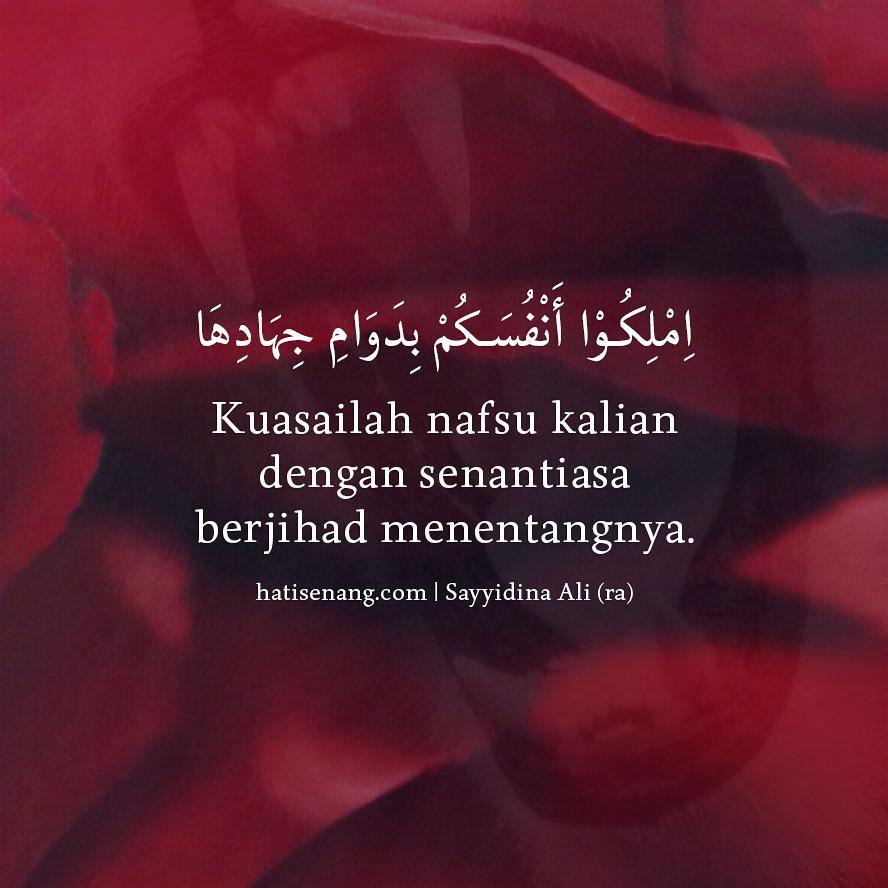 اِمْلِكُوْا أَنْفُسَكُمْ بِدَوَامِ جِهَادِهَا
Kuasailah nafsu kalian
dengan senantiasa
berjihad menentangnya.
hatisenang.com | Sayyidina Ali (ra)